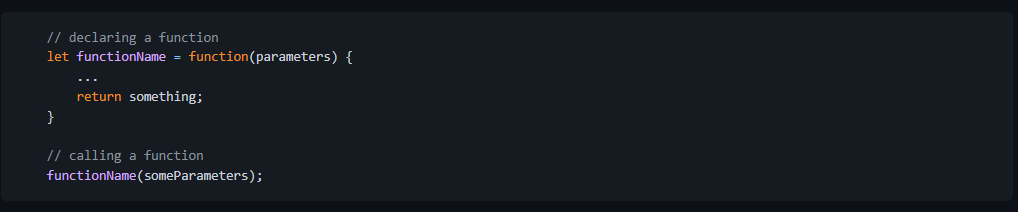 // declaring a function
let functionName = function(parameters) {
    ...
    return something;
}

// calling a function
functionName(someParameters);